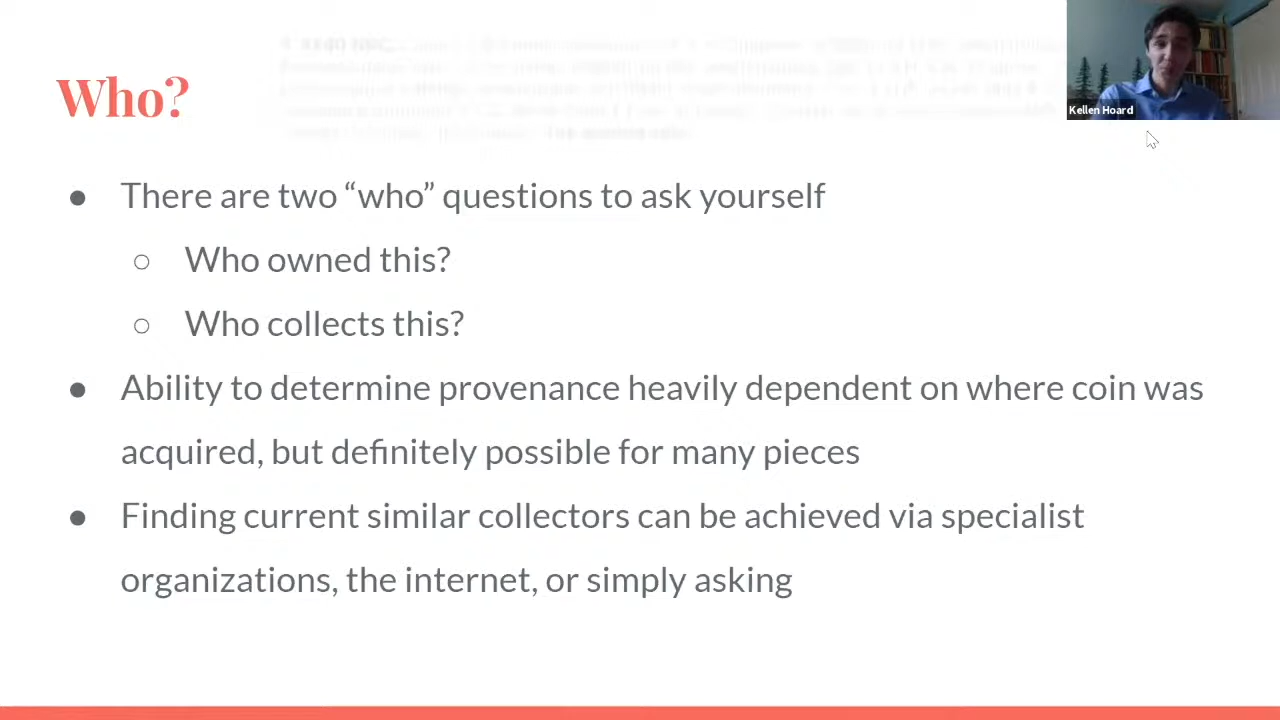 Who?
Kellen Hoard
● There are two “who” questions to ask yourself
○ Who owned this?
○ Who collects this?
● Ability to determine provenance heavily dependent on where coin was
acquired, but definitely possible for many pieces
● Finding current similar collectors can be achieved via specialist
organizations, the internet, or simply asking